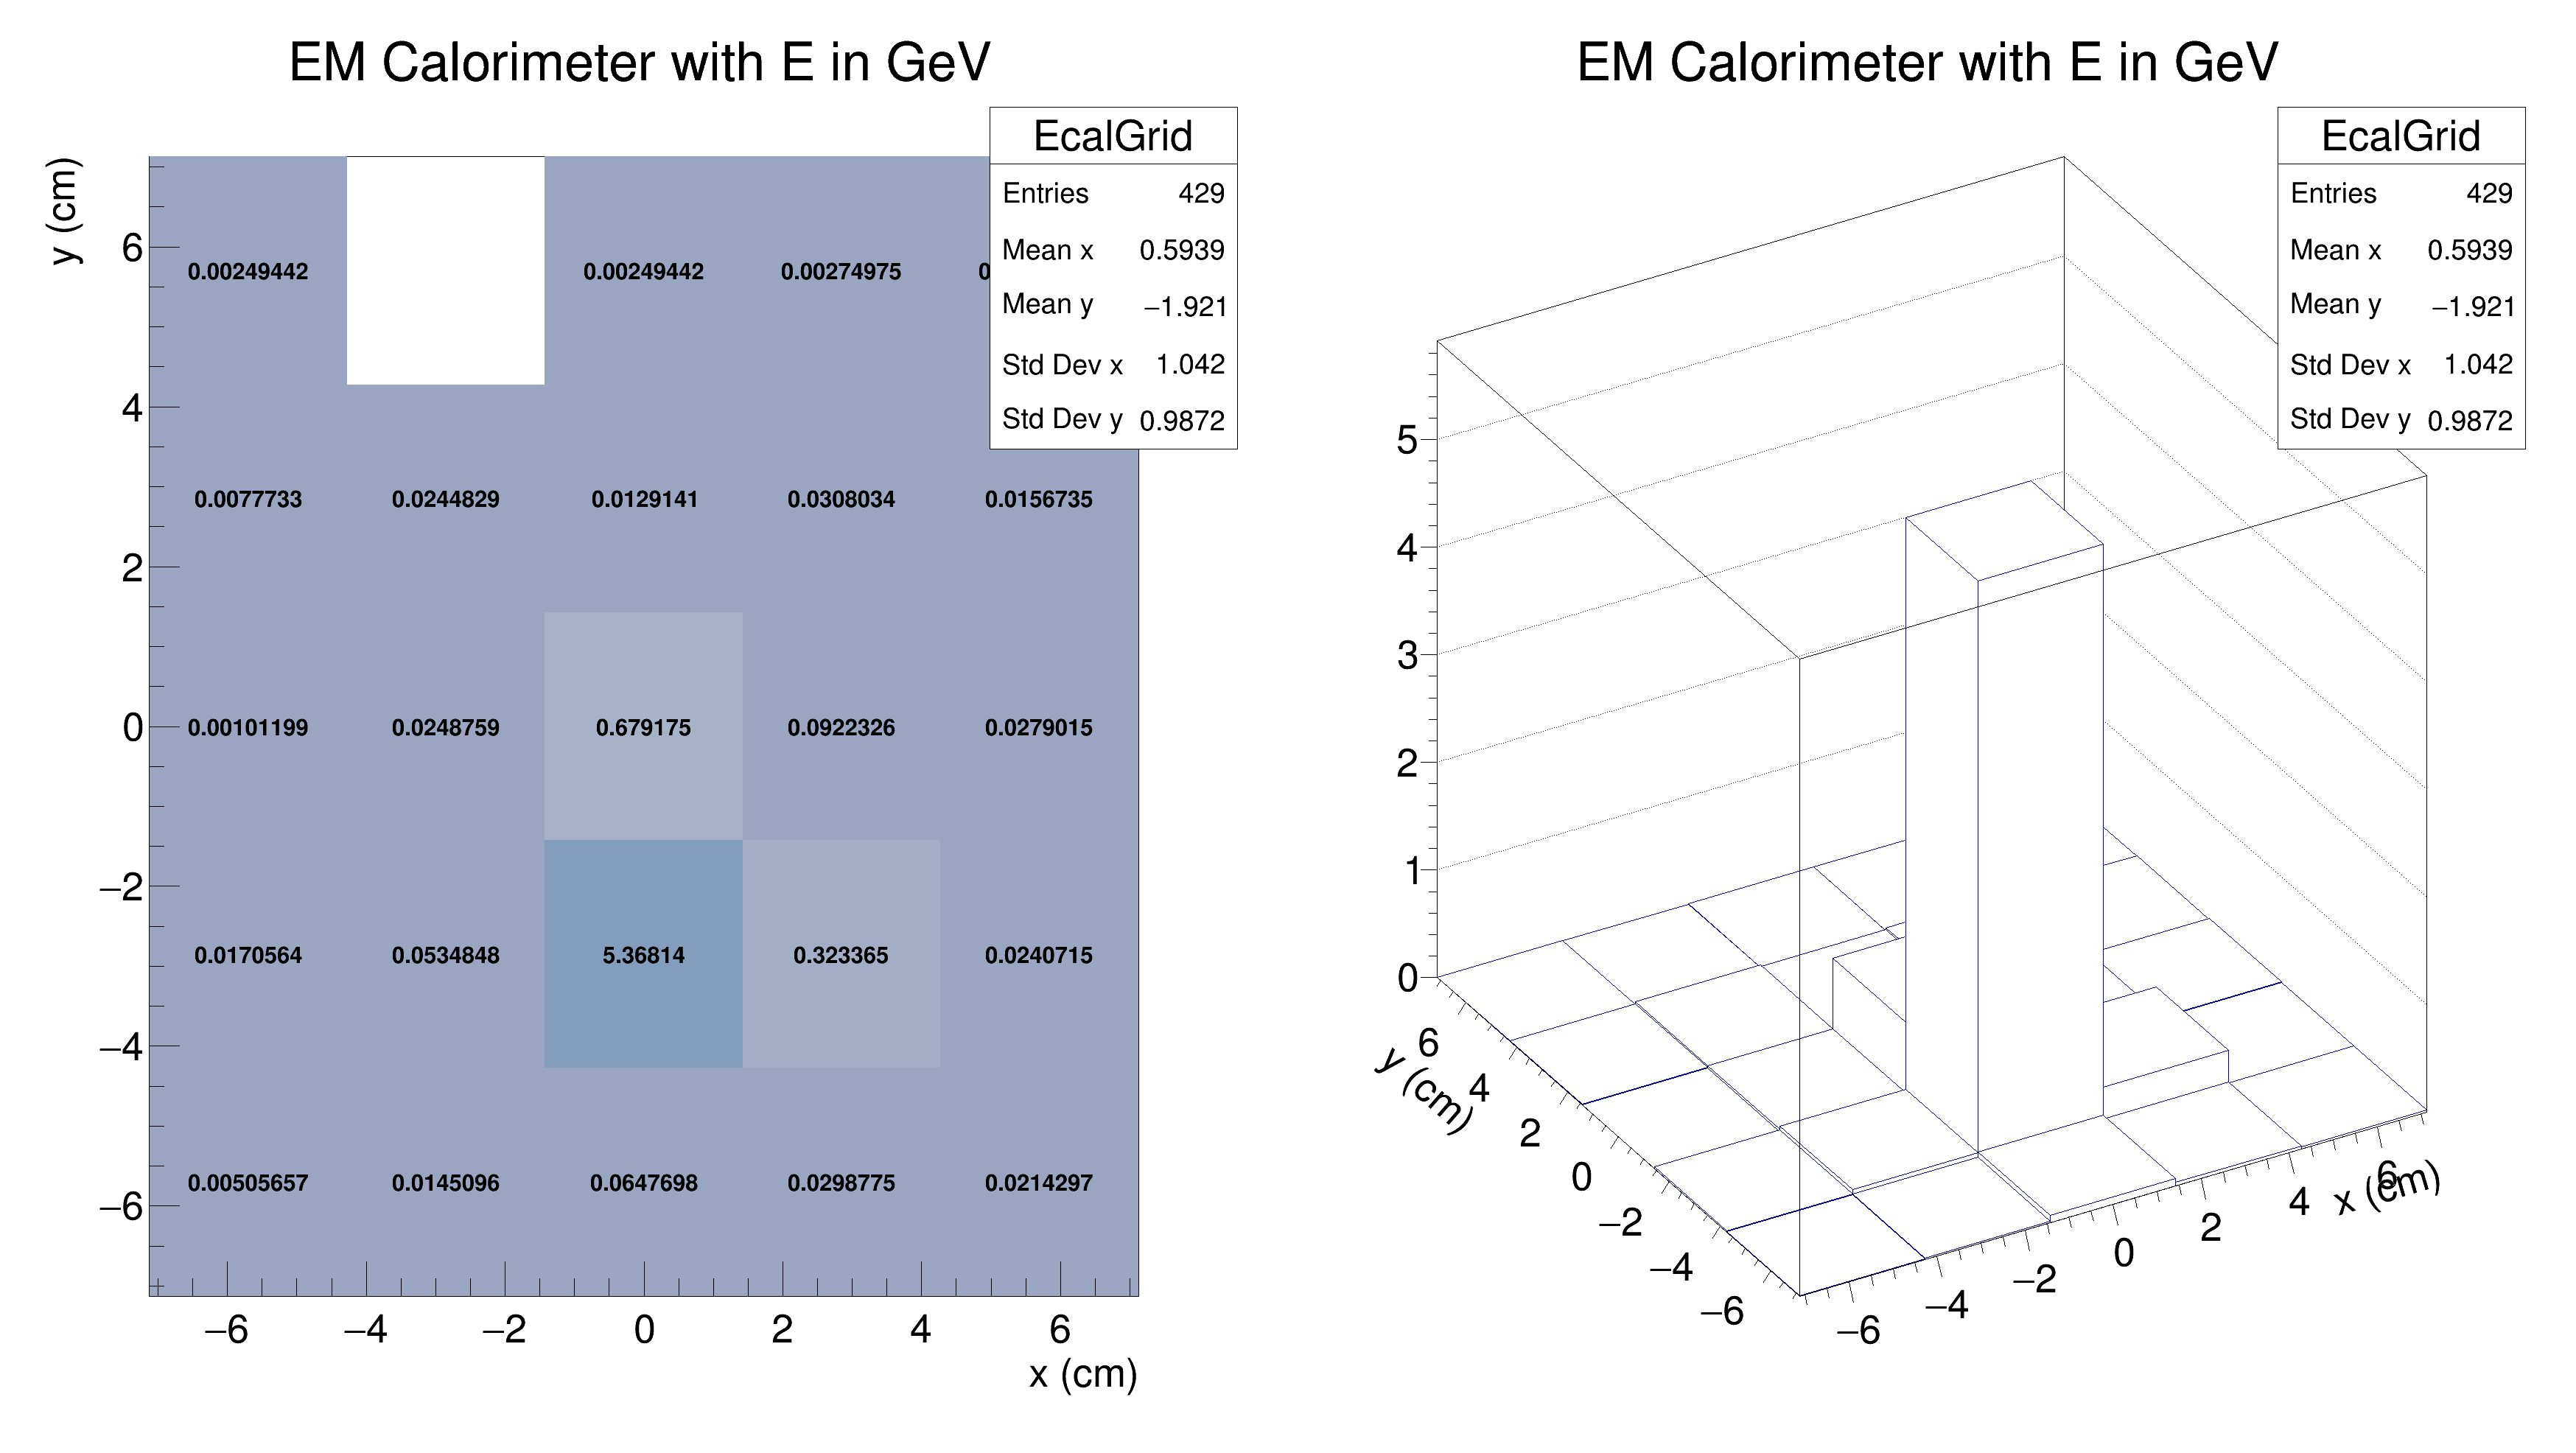 EM Calorimeter with E in GeV
EcalGrid
Entries 429
Mean x 0.5939
Mean y −1.921
Std Dev x 1.042
Std Dev y 0.9872
y (cm)
6
4
2
0
−2
−4
−6
0.00249442 0.00249442 0.00274975
0.0077733 0.0244829 0.0129141 0.0308034 0.0156735
0.00101199 0.0248759 0.679175 0.0922326 0.0279015
0.0170564 0.0534848 5.36814 0.323365 0.0240715
0.00505657 0.0145096 0.0647698 0.0298775 0.0214297
−6 −4 −2 0 2 4 6
x (cm)
EM Calorimeter with E in GeV
EcalGrid
Entries 429
Mean x 0.5939
Mean y −1.921
Std Dev x 1.042
Std Dev y 0.9872
5
4
3
2
1
0
6
4
2
0
−2
−4
−6
y (cm)
−6
−4
−2
0
2
4
6
x (cm)